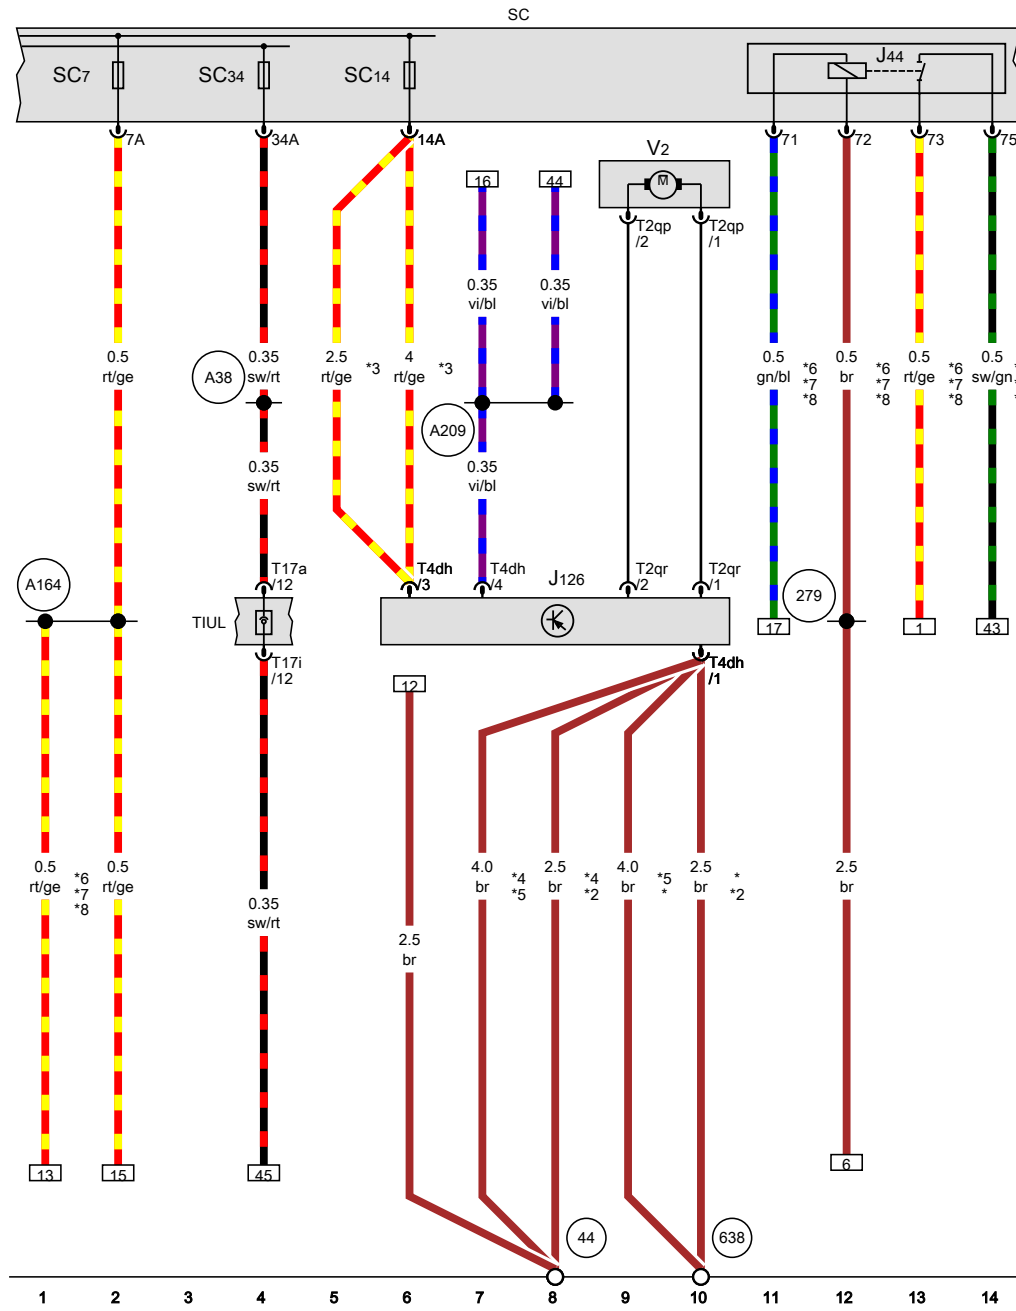 SC
SC7
SC34
SC14
J44
7A
34A
14A
71
72
73
75
V2
M
16
44
T2qp
/2
T2qp
/1
0.35
vi/bl
0.35
vi/bl
0.5
rt/ge
A38
0.35
sw/rt
2.5
rt/ge
*3
4
rt/ge
*3
0.5
gn/bl
*6
*7
*8
0.5
br
*6
*7
*8
0.5
rt/ge
*6
*7
*8
0.5
sw/gn
A209
0.35
sw/rt
0.35
vi/bl
A164
T17a
/12
T4dh
/3
T4dh
/4
J126
T2qr
/2
T2qr
/1
279
TIUL
17
1
43
T17i
/12
T4dh
/1
12
0.5
rt/ge
*6
*7
*8
0.5
rt/ge
0.35
sw/rt
2.5
br
4.0
br
*4
*5
2.5
br
*4
*2
4.0
br
*5
*
2.5
br
*
*2
2.5
br
13
15
45
6
44
638
1 2 3 4 5 6 7 8 9 10 11 12 13 14